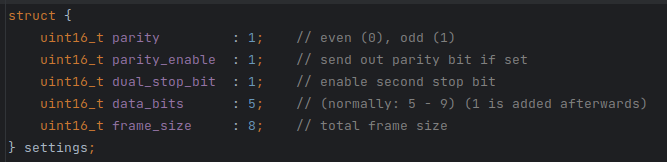 struct {
    uint16_t parity         : 1;    // even (0), odd (1)
    uint16_t parity_enable  : 1;    // send out parity bit if set
    uint16_t dual_stop_bit  : 1;    // enable second stop bit
    uint16_t data_bits      : 5;    // (normally: 5 - 9) (1 is added afterwards)
    uint16_t frame_size     : 8;    // total frame size
} settings;